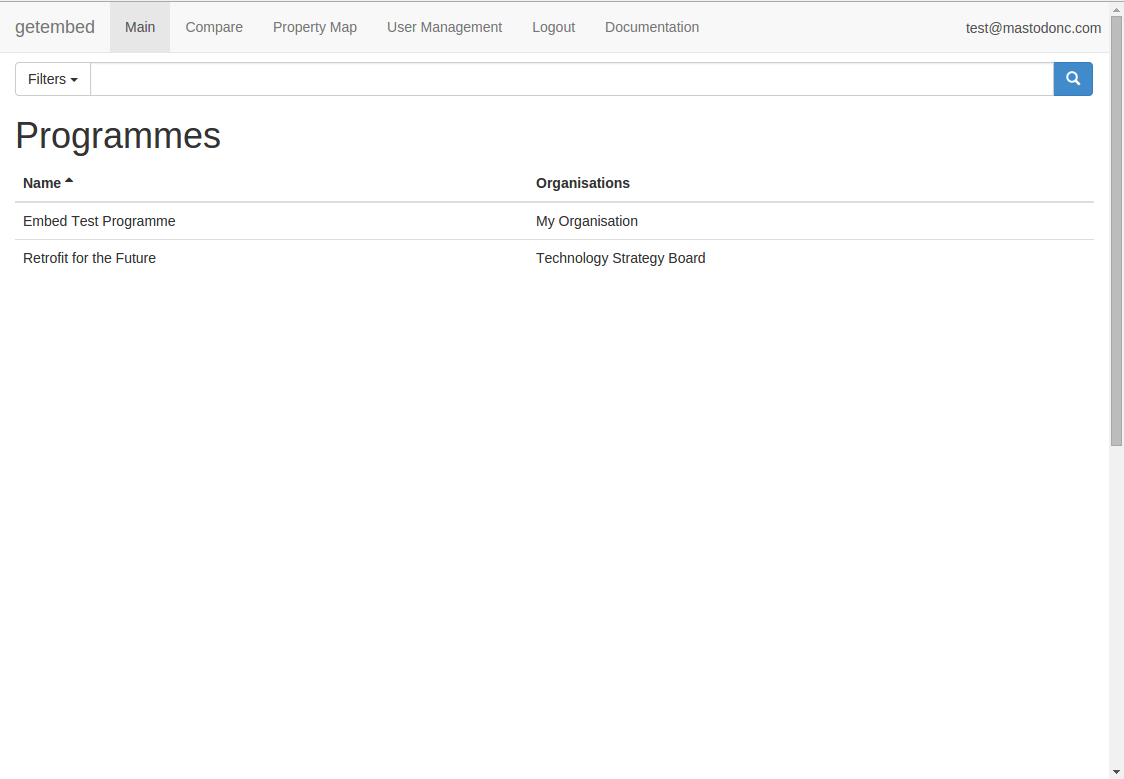 getembed Main Compare Property Map User Management Logout Documentation test@mastodonc.com
Filters
Programmes
Name Organisations
Embed Test Programme My Organisation
Retrofit for the Future Technology Strategy Board